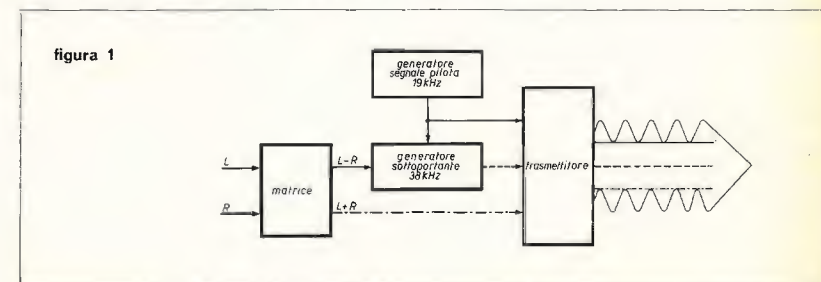 figura 1
generatore
segnale pilota
19kHz
L
R
matrice
L-R
L+R
generatore
sottoportante
38kHz
trasmettitore